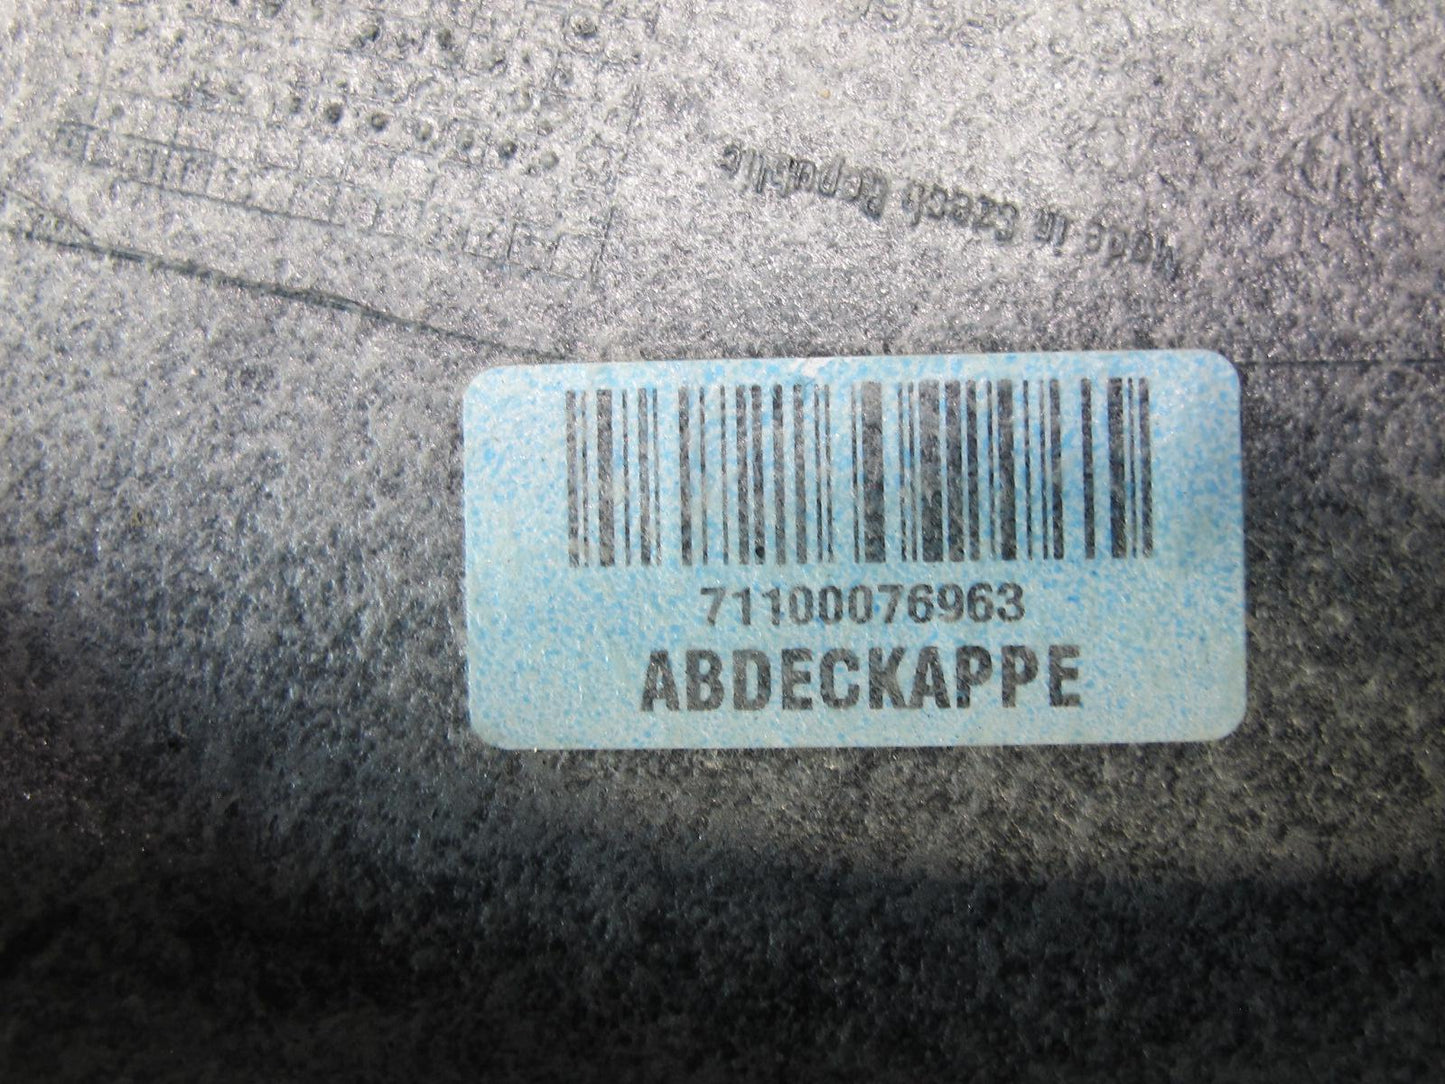 Made in Czech Republic
71100076963
ABDECKAPPE